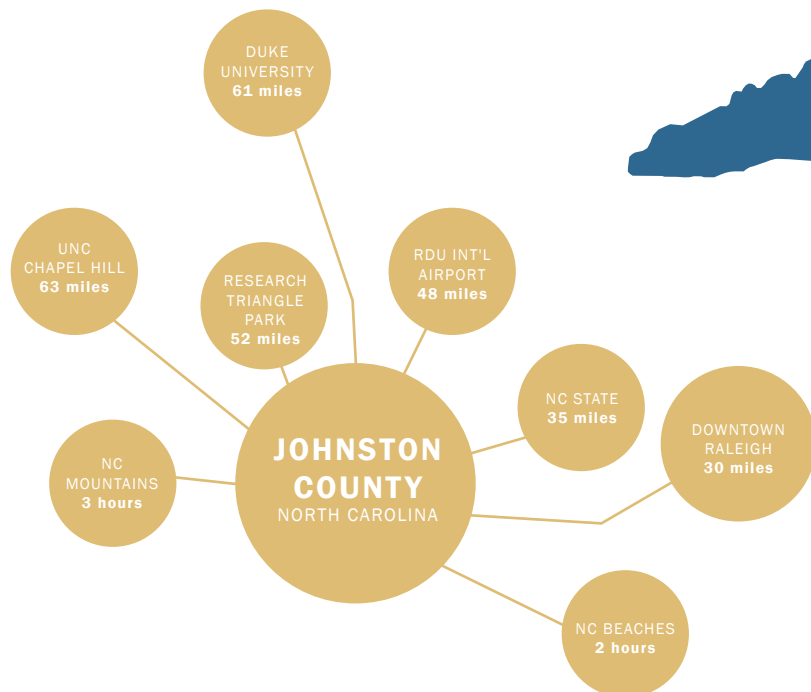 DUKE
UNIVERSITY
61 miles
UNC
CHAPEL HILL
63 miles
RESEARCH
TRIANGLE
PARK
52 miles
RDU INT'L
AIRPORT
48 miles
NC STATE
35 miles
DOWNTOWN
RALEIGH
30 miles
JOHNSTON
COUNTY
NORTH CAROLINA
NC
MOUNTAINS
3 hours
NC BEACHES
2 hours